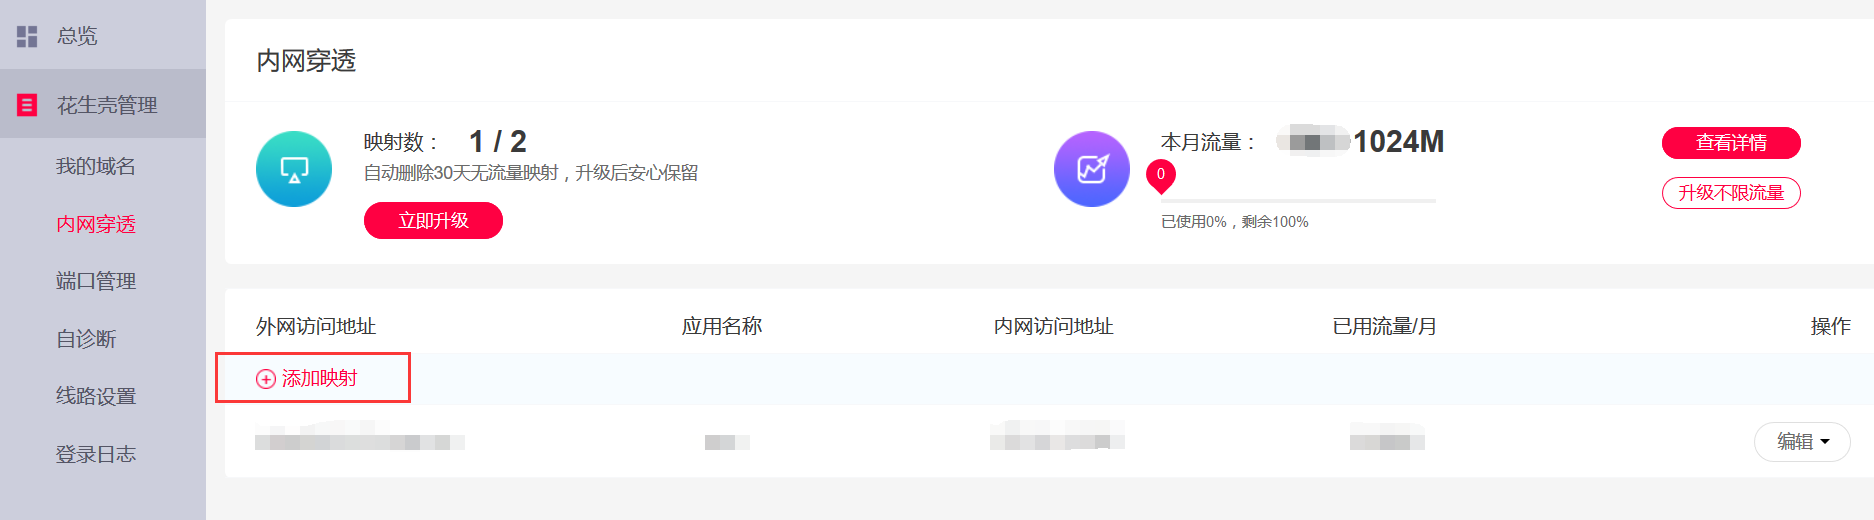 总览
花生壳管理
我的域名
内网穿透
端口管理
自诊断
线路设置
登录日志
内网穿透
映射数： 1 / 2
自动删除30天无流量映射，升级后安心保留
立即升级
本月流量： 1024M
0
已使用0%，剩余100%
查看详情
升级不限流量
外网访问地址 应用名称 内网访问地址 已用流量/月 操作
添加映射
编辑